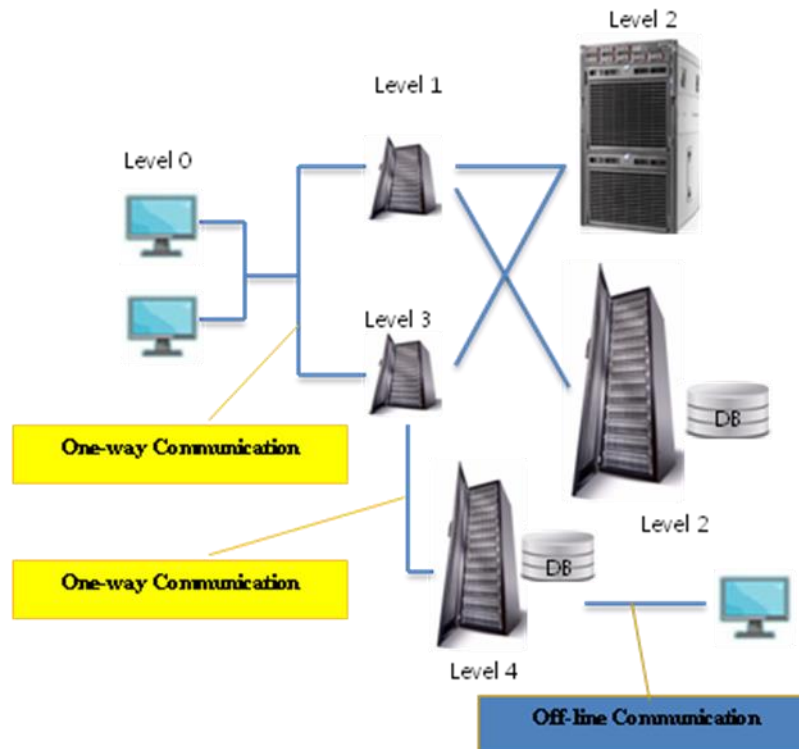 Level 2
Level 1
Level 0
Level 3
One-way Communication
DB
Level 2
One-way Communication
DB
Level 4
Off-line Communication